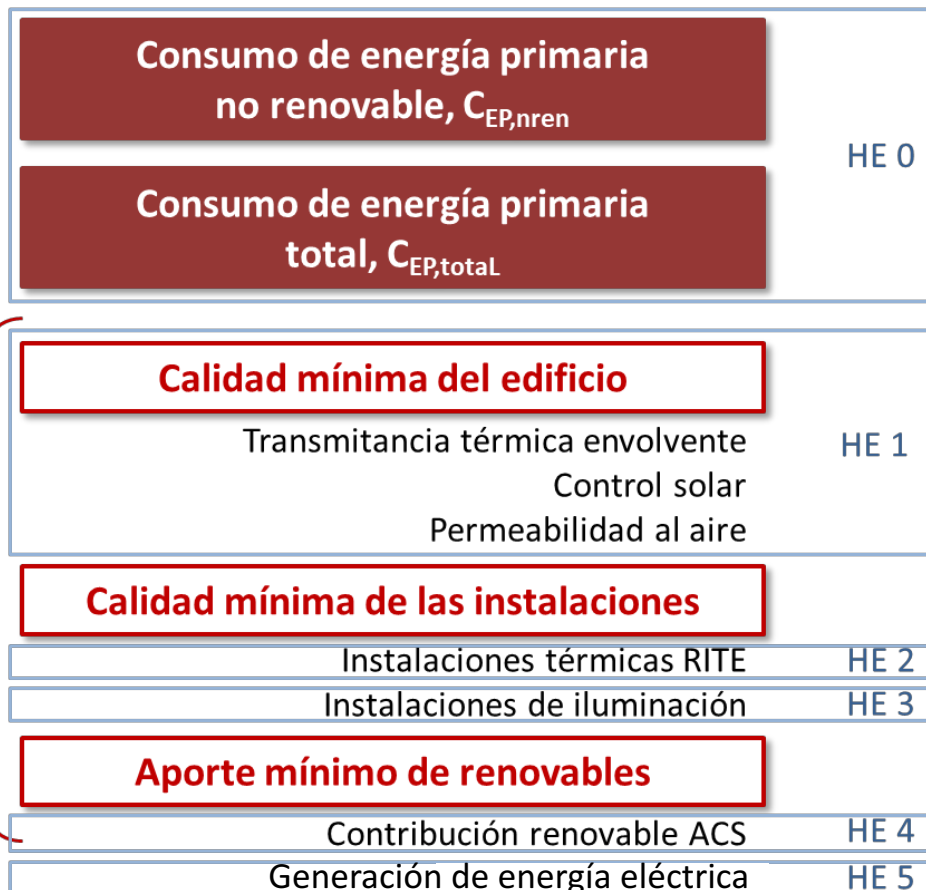 Consumo de energía primaria
no renovable, C_EP,nren
HE 0
Consumo de energía primaria
total, C_EP,totaL
Calidad mínima del edificio
Transmitancia térmica envolvente
HE 1
Control solar
Permeabilidad al aire
Calidad mínima de las instalaciones
Instalaciones térmicas RITE HE 2
Instalaciones de iluminación HE 3
Aporte mínimo de renovables
Contribución renovable ACS HE 4
Generación de energía eléctrica HE 5